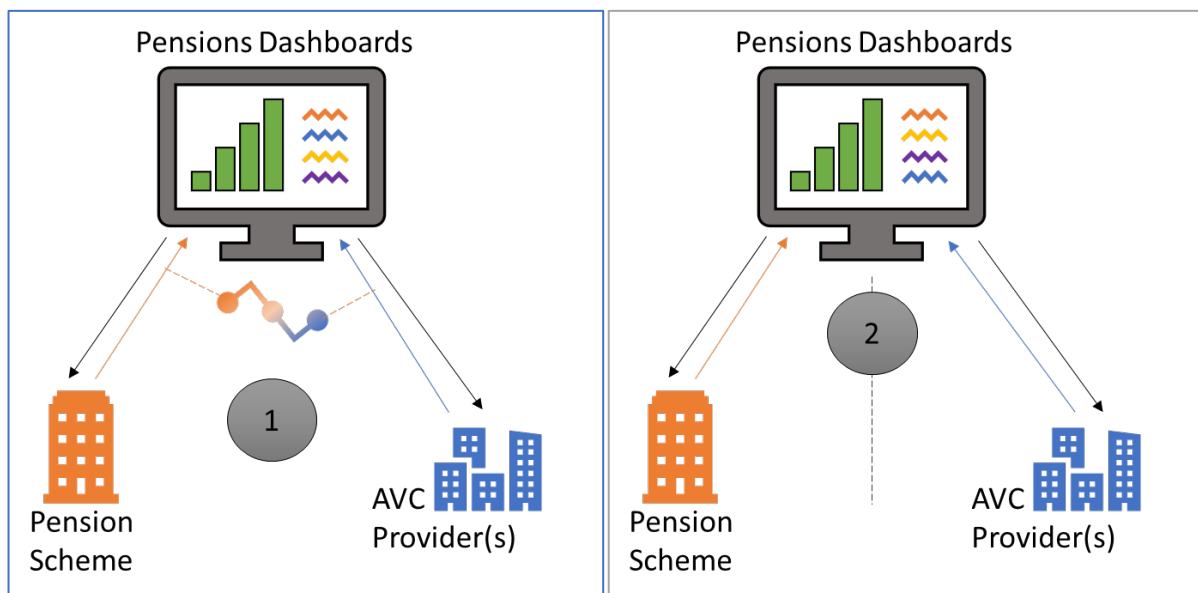 Pensions Dashboards
1
Pension
Scheme
AVC
Provider(s)
Pensions Dashboards
2
Pension
Scheme
AVC
Provider(s)